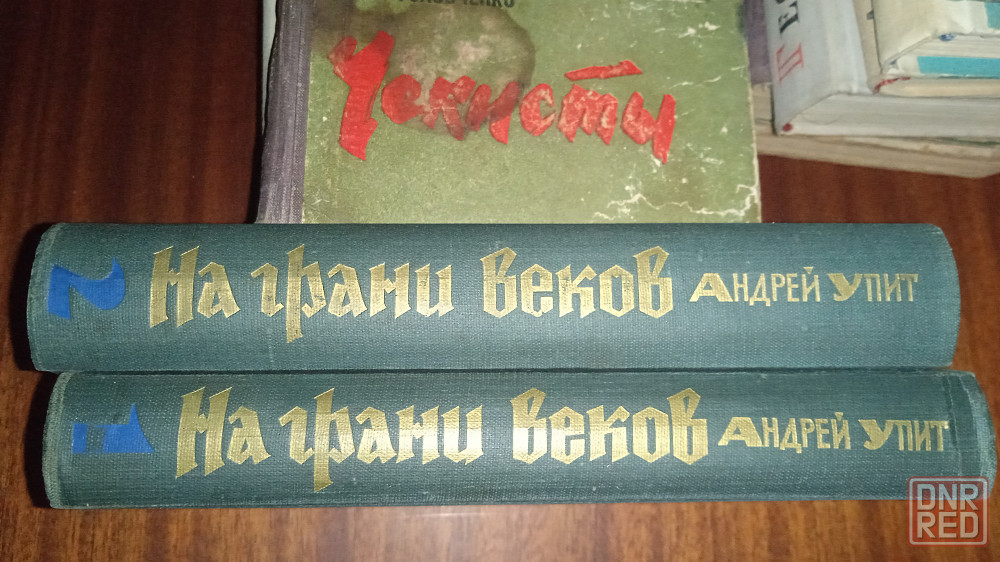 Чекисты
2 На грани веков Андрей Упит
1 На грани веков Андрей Упит
DNR
RED